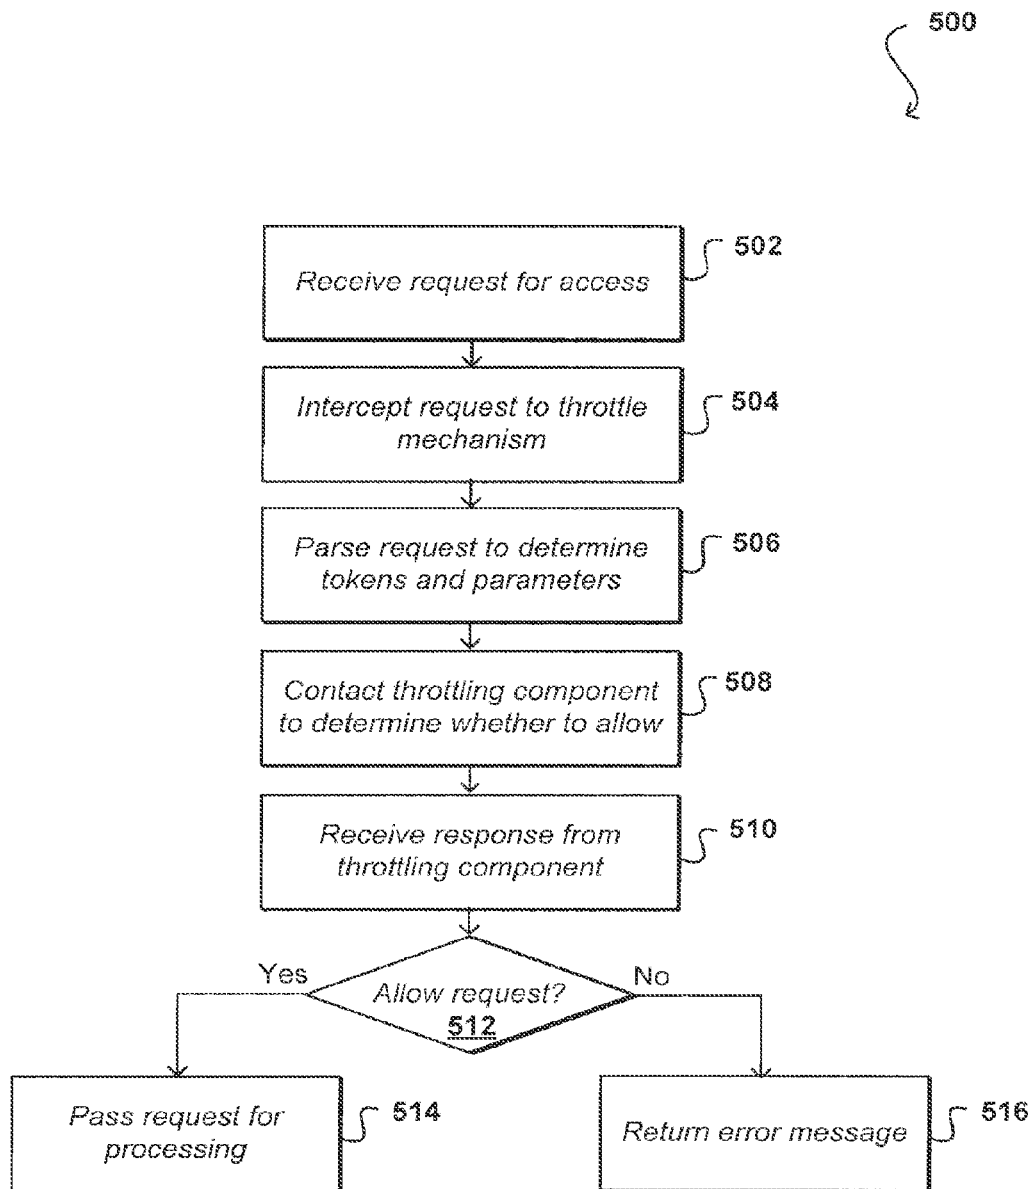 500
Receive request for access
502
Intercept request to throttle
mechanism
504
Parse request to determine
tokens and parameters
506
Contact throttling component
to determine whether to allow
508
Receive response from
throttling component
510
Yes
Allow request?
512
No
Pass request for
processing
514
Return error message
516